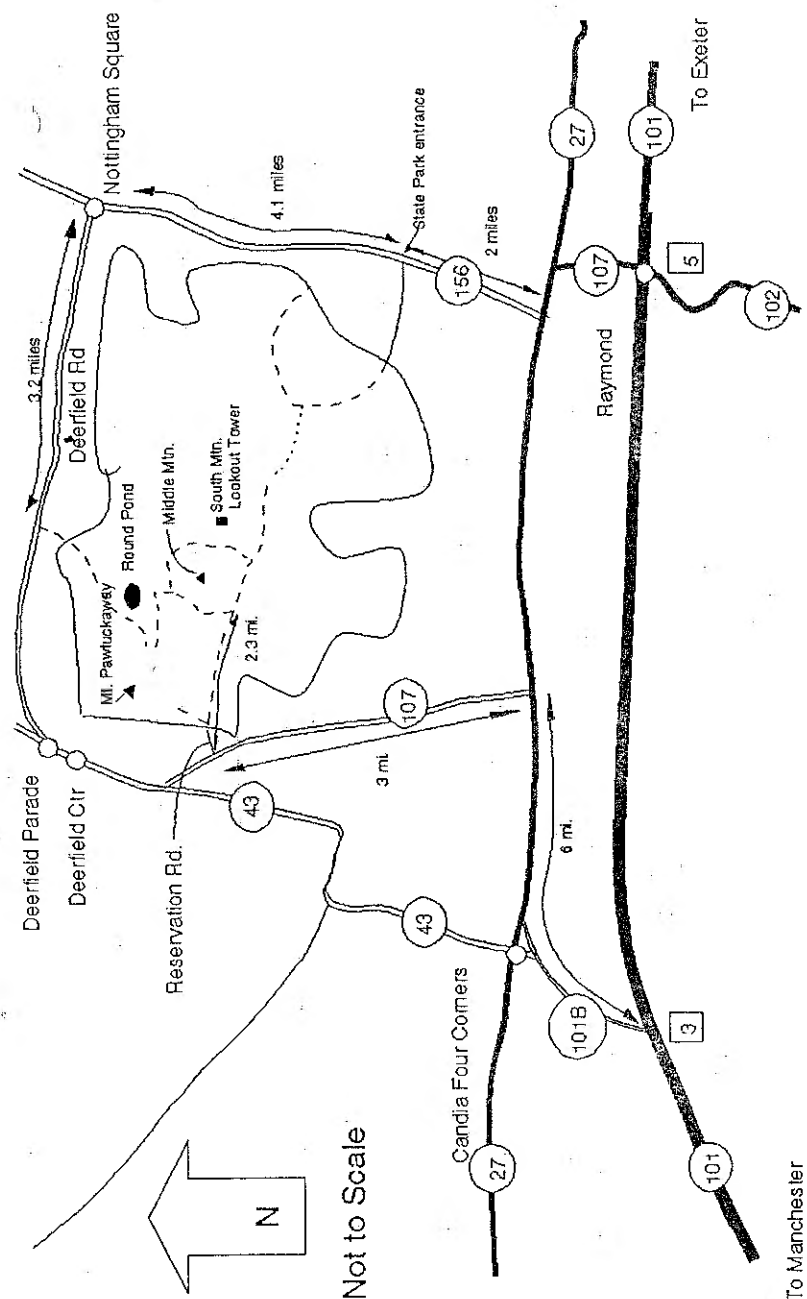 Deerfield Parade
Deerfield Ctr
Reservation Rd.
43
43
Candia Four Corners
27
101B
3
101
To Manchester
N
Not to Scale
3.2 miles
Deerfield Rd
Nottingham Square
Mt. Pawtuckaway
Round Pond
Middle Mtn.
South Mtn.
Lookout Tower
2.3 mi.
4.1 miles
State Park entrance
156
2 miles
107
3 mi.
6 mi.
27
107
101
To Exeter
Raymond
5
102